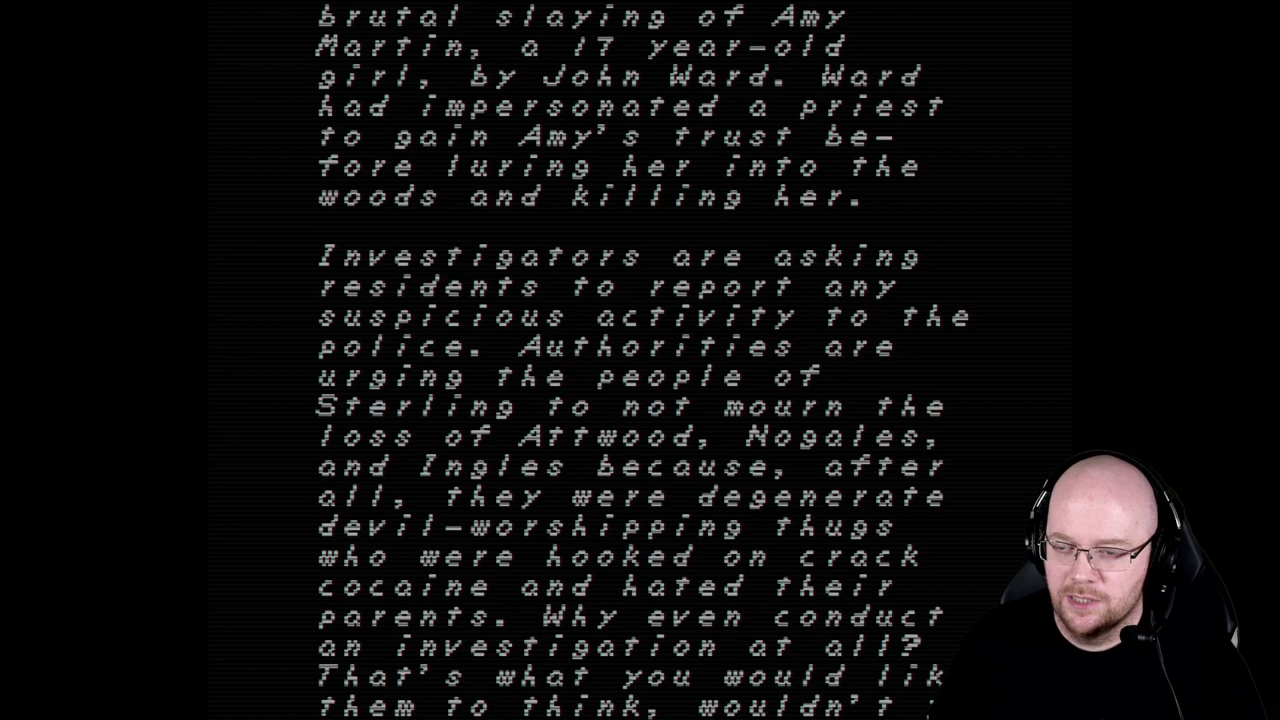 brutal slaying of Amy
Martin, a 17 year-old
girl, by John Ward. Ward
had impersonated a priest
to gain Amy's trust be-
fore luring her into the
woods and killing her.
Investigators are asking
residents to report any
suspicious activity to the
police. Authorities are
urging the people of
Sterling to not mourn the
loss of Attwood, Nogales,
and Ingles because, after
all, they were degenerate
devil-worshipping thugs
who were hooked on crack
cocaine and hated their
parents. Why even conduct
an investigation at all?
That's what you would lik
them to think, wouldn't